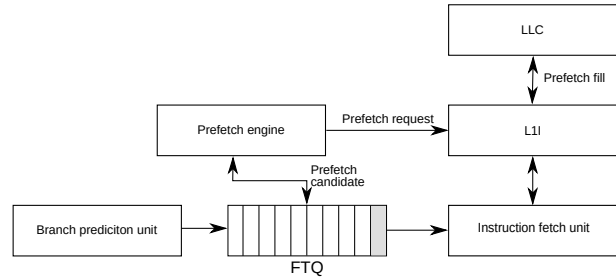 LLC
Prefetch fill
Prefetch engine
Prefetch request
L1I
Prefetch
candidate
Branch prediciton unit
Instruction fetch unit
FTQ